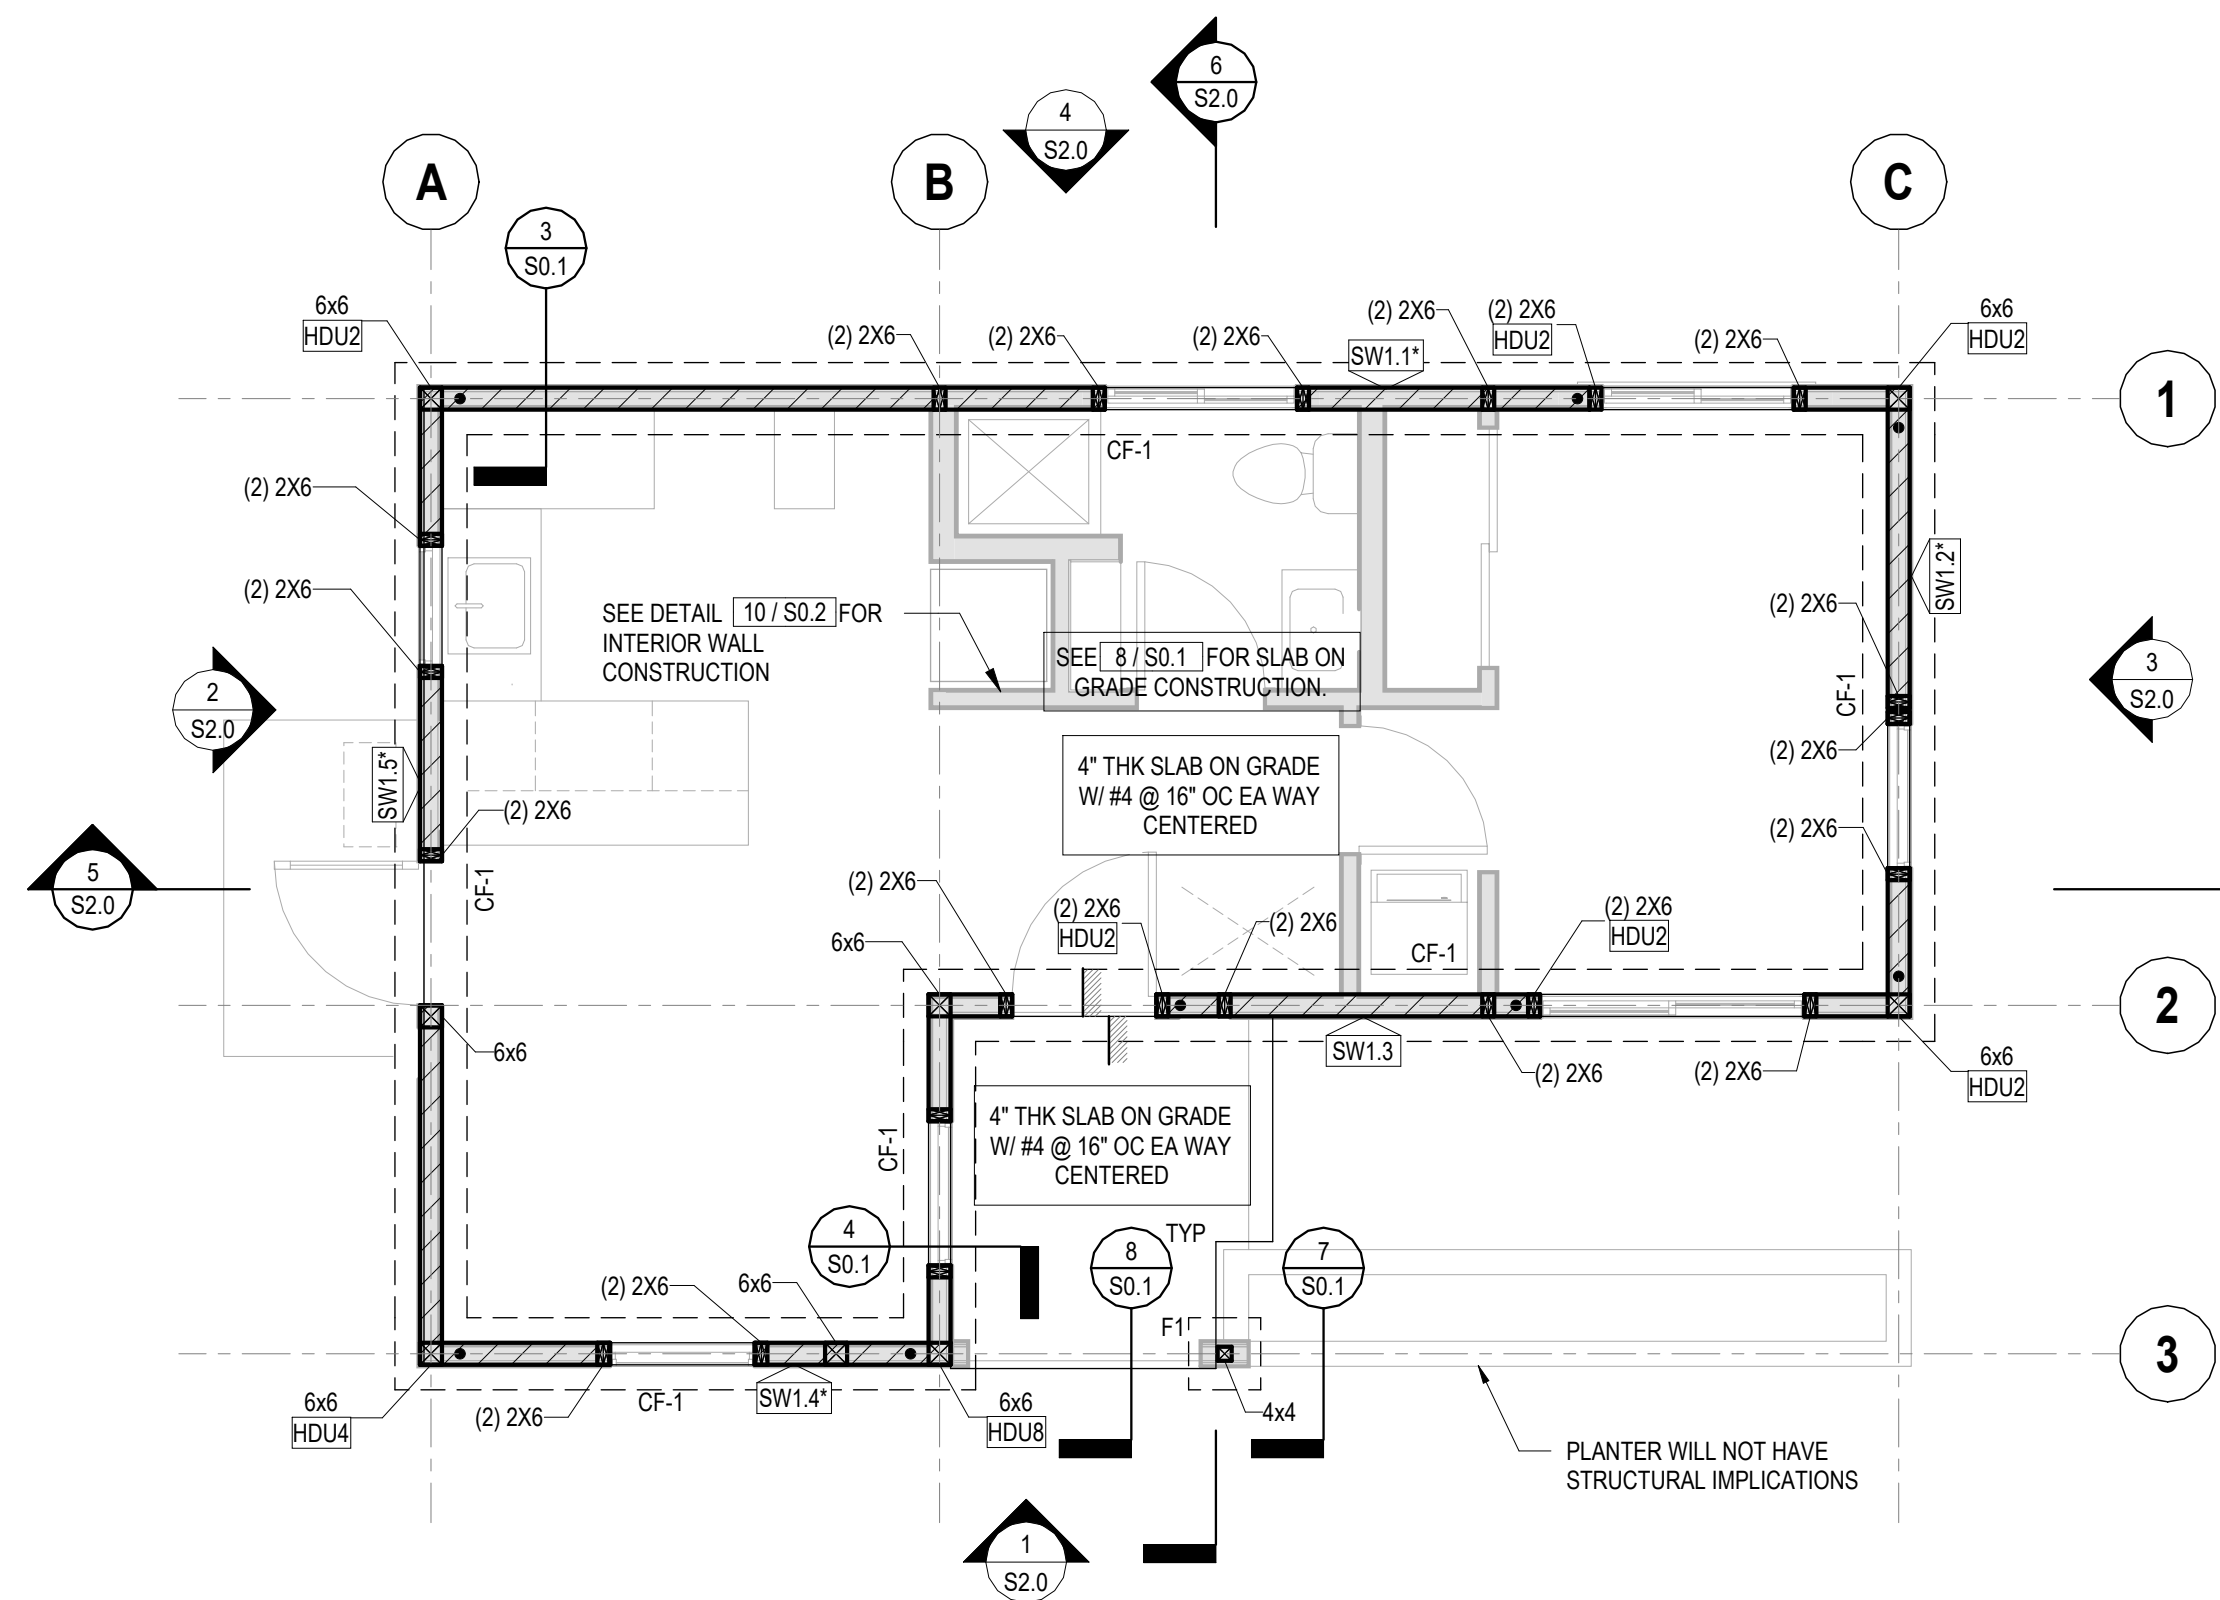 6
S2.0
4
S2.0
A
B
C
3
S0.1
6x6
HDU2
(2) 2X6
(2) 2X6
(2) 2X6
(2) 2X6
(2) 2X6
HDU2
(2) 2X6
6x6
HDU2
SW1.1*
1
CF-1
(2) 2X6
(2) 2X6
SEE DETAIL 10 / S0.2 FOR
INTERIOR WALL
CONSTRUCTION
SEE 8 / S0.1 FOR SLAB ON
GRADE CONSTRUCTION.
(2) 2X6
SW1.2*
CF-1
2
S2.0
3
S2.0
SW1.5*
(2) 2X6
4" THK SLAB ON GRADE
W/ #4 @ 16" OC EA WAY
CENTERED
(2) 2X6
(2) 2X6
5
S2.0
CF-1
(2) 2X6
6x6
(2) 2X6
HDU2
(2) 2X6
CF-1
(2) 2X6
HDU2
2
6x6
SW1.3
(2) 2X6
(2) 2X6
6x6
HDU2
CF-1
4" THK SLAB ON GRADE
W/ #4 @ 16" OC EA WAY
CENTERED
4
S0.1
8
S0.1
TYP
7
S0.1
(2) 2X6
6x6
F1
3
6x6
HDU4
(2) 2X6
CF-1
SW1.4*
6x6
HDU8
4x4
PLANTER WILL NOT HAVE
STRUCTURAL IMPLICATIONS
1
S2.0